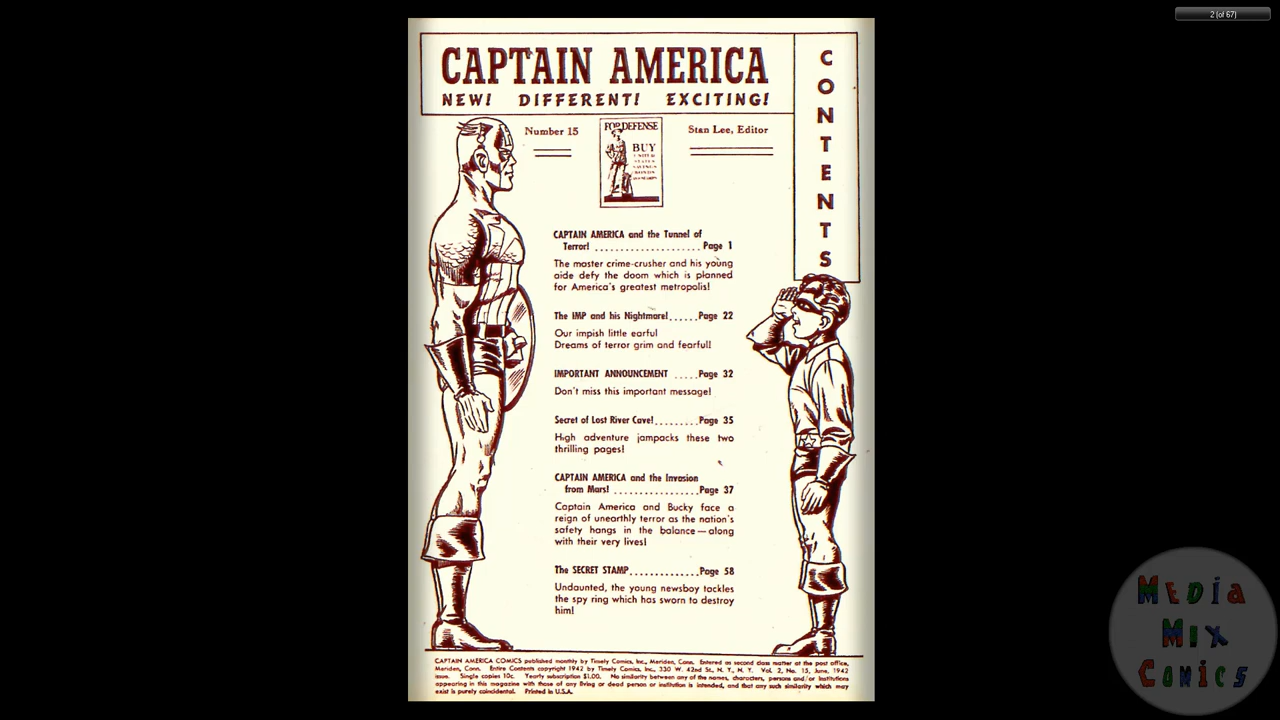 2 (of 67)
CAPTAIN AMERICA
NEW! DIFFERENT! EXCITING!
CONTENTS
Number 15
FOR DEFENSE
BUY
UNITED
STATES
SAVINGS
BONDS
AND STAMPS
Stan Lee, Editor
CAPTAIN AMERICA and the Tunnel of
Terror! ........................ Page 1
The master crime-crusher and his young
aide defy the doom which is planned
for America's greatest metropolis!
The IMP and his Nightmare!......Page 22
Our impish little earful
Dreams of terror grim and fearful!
IMPORTANT ANNOUNCEMENT .....Page 32
Don't miss this important message!
Secret of Lost River Cave!.........Page 35
High adventure jampacks these two
thrilling pages!
CAPTAIN AMERICA and the Invasion
from Mars! ...................Page 37
Captain America and Bucky face a
reign of unearthly terror as the nation's
safety hangs in the balance—along
with their very lives!
The SECRET STAMP...............Page 58
Undaunted, the young newsboy tackles
the spy ring which has sworn to destroy
him!
CAPTAIN AMERICA COMICS published monthly by Timely Comics, Inc., Meriden, Conn. Entered as second class matter at the post office,
Meriden, Conn. Entire Contents copyright 1942 by Timely Comics, Inc., 330 W. 42nd St., N. Y., N. Y. Vol. 2, No. 15, June, 1942
issue. Single copies 10c. Yearly subscription $1.00. No similarity between any of the names, characters, persons and/or institutions
appearing in this magazine with those of any living or dead person or institution is intended, and that any such similarity which may
exist is purely coincidental. Printed in U.S.A.
MEDiA
MiX
COMiCS